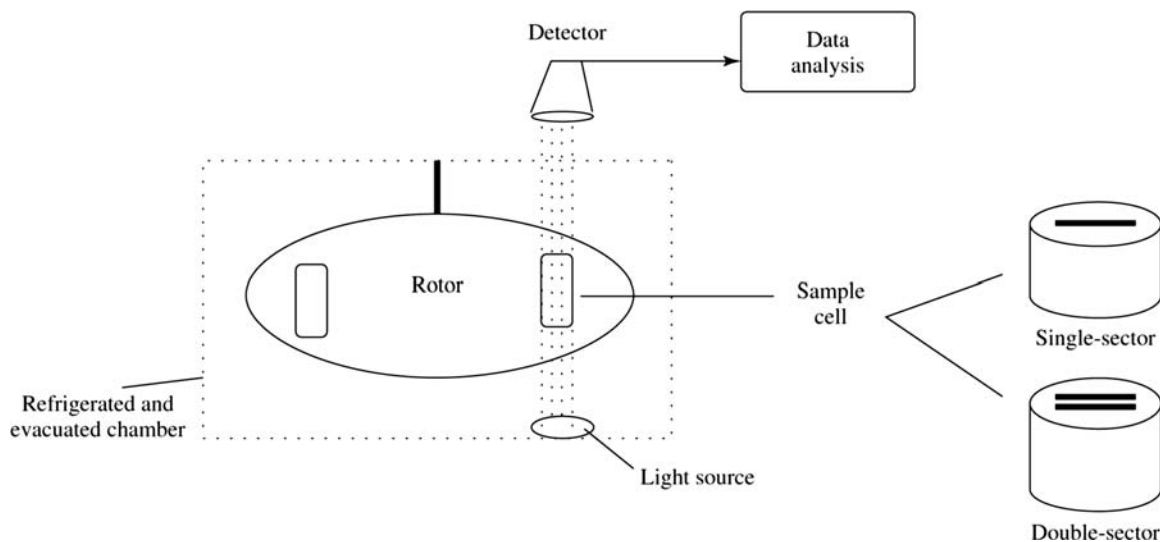 Detector
Data
analysis
Rotor
Sample
cell
Single-sector
Refrigerated and
evacuated chamber
Light source
Double-sector